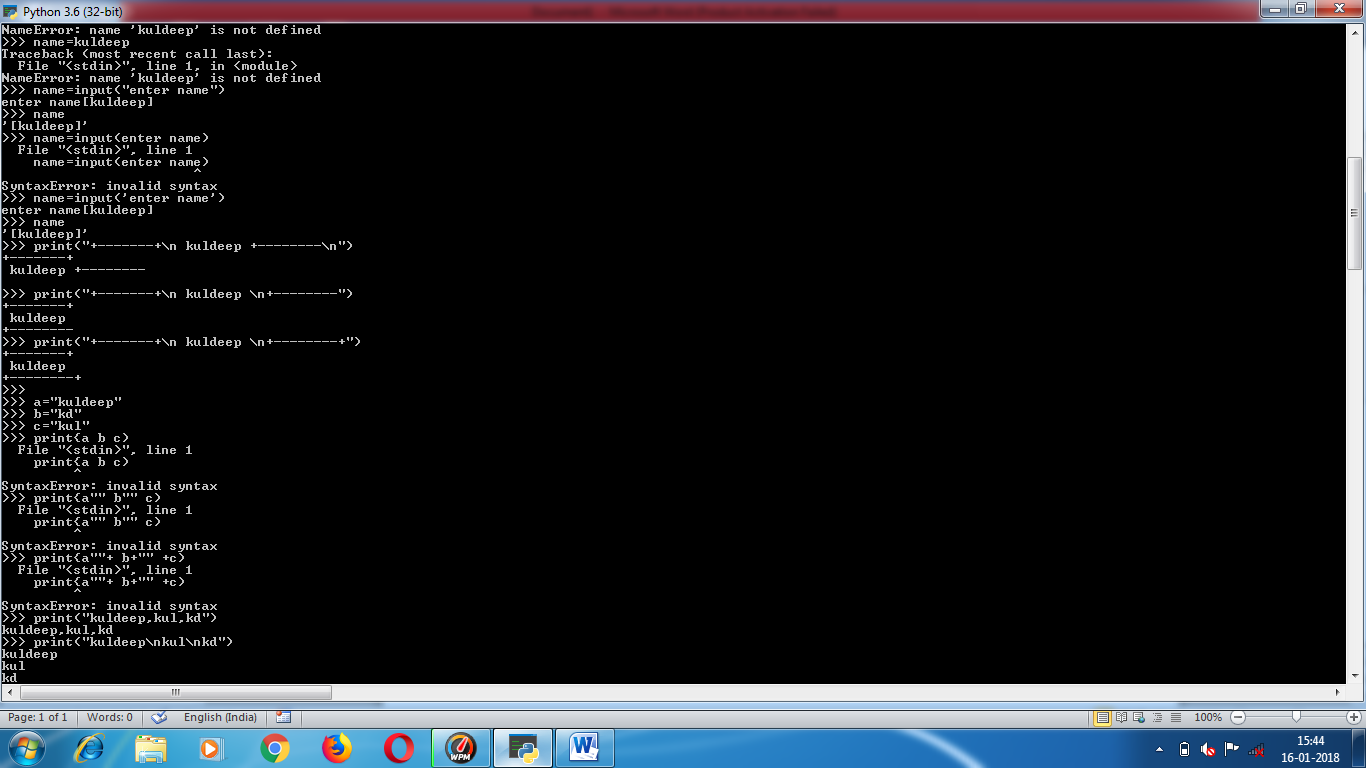 Python 3.6 (32-bit)
NameError: name 'kuldeep' is not defined
>>> name=kuldeep
Traceback (most recent call last):
  File "<stdin>", line 1, in <module>
NameError: name 'kuldeep' is not defined
>>> name=input("enter name")
enter name[kuldeep]
>>> name
'[kuldeep]'
>>> name=input(enter name)
  File "<stdin>", line 1
    name=input(enter name)
                        ^
SyntaxError: invalid syntax
>>> name=input('enter name')
enter name[kuldeep]
>>> name
'[kuldeep]'
>>> print("+-------+\n kuldeep +--------\n")
+-------+
 kuldeep +--------

>>> print("+-------+\n kuldeep \n+--------")
+-------+
 kuldeep
+--------
>>> print("+-------+\n kuldeep \n+--------+")
+-------+
 kuldeep
+--------+
>>>
>>> a="kuldeep"
>>> b="kd"
>>> c="kul"
>>> print(a b c)
  File "<stdin>", line 1
    print(a b c)
         ^
SyntaxError: invalid syntax
>>> print(a"" b"" c)
  File "<stdin>", line 1
    print(a"" b"" c)
         ^
SyntaxError: invalid syntax
>>> print(a""+ b+"" +c)
  File "<stdin>", line 1
    print(a""+ b+"" +c)
         ^
SyntaxError: invalid syntax
>>> print("kuldeep,kul,kd")
kuldeep,kul,kd
>>> print("kuldeep\nkul\nkd")
kuldeep
kul
kd
Page: 1 of 1 Words: 0 English (India) 100%
WPM
W
15:44
16-01-2018